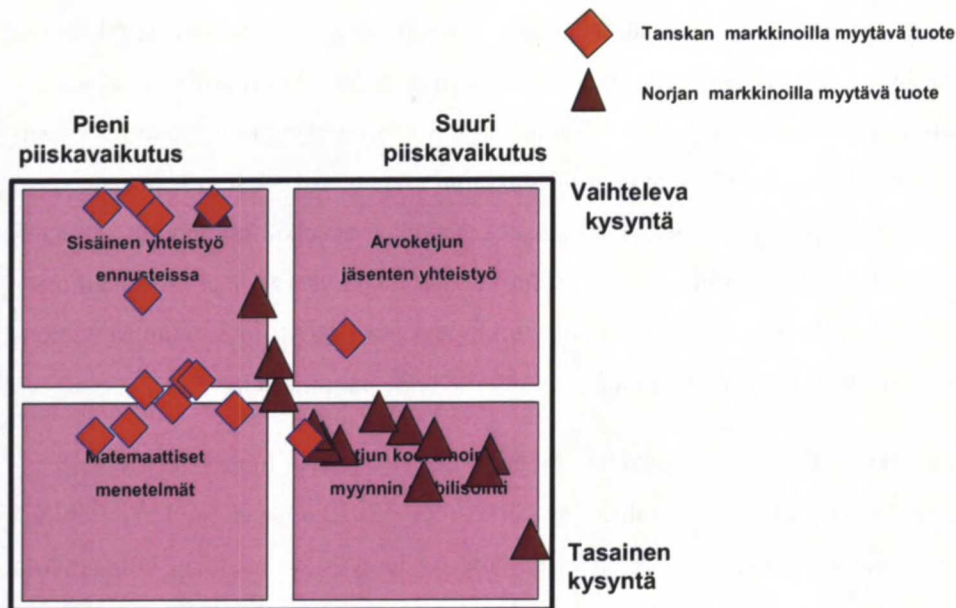 Tanskan markkinoilla myytävä tuote
Norjan markkinoilla myytävä tuote
Pieni
piiskavaikutus
Suuri
piiskavaikutus
Vaihteleva
kysyntä
Sisäinen yhteistyö
ennusteissa
Arvoketjun
jäsenten yhteistyö
Matemaattiset
menetelmät
myynnin
Tasainen
kysyntä